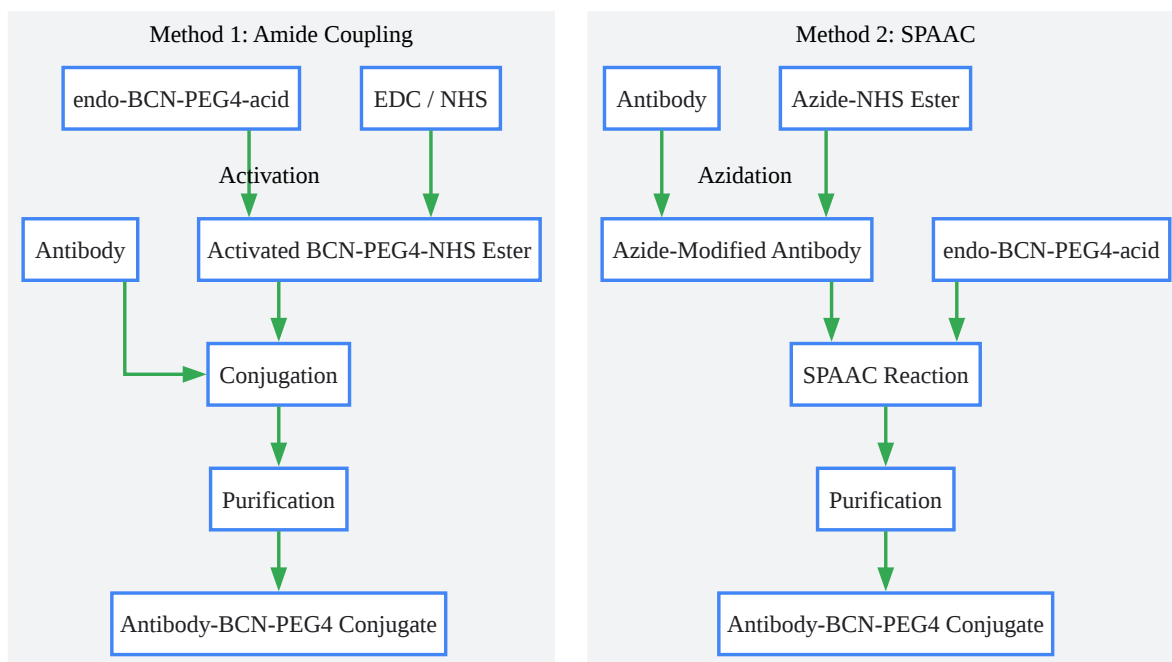 Method 1: Amide Coupling
endo-BCN-PEG4-acid
EDC / NHS
Activation
Antibody
Activated BCN-PEG4-NHS Ester
Conjugation
Purification
Antibody-BCN-PEG4 Conjugate
Method 2: SPAAC
Antibody
Azide-NHS Ester
Azidation
Azide-Modified Antibody
endo-BCN-PEG4-acid
SPAAC Reaction
Purification
Antibody-BCN-PEG4 Conjugate